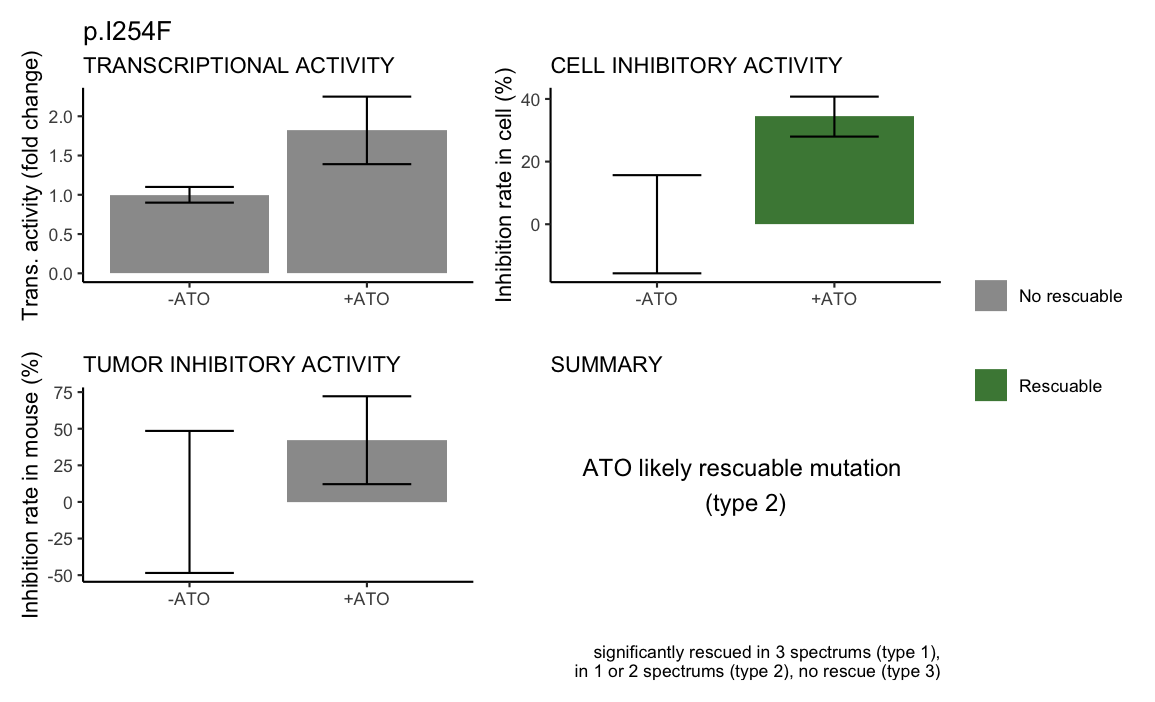 p.I254F
TRANSCRIPTIONAL ACTIVITY
Trans. activity (fold change)
2.0
1.5
1.0
0.5
0.0
-ATO
+ATO
CELL INHIBITORY ACTIVITY
Inhibition rate in cell (%)
40
20
0
-ATO
+ATO
No rescuable
Rescuable
TUMOR INHIBITORY ACTIVITY
Inhibition rate in mouse (%)
75
50
25
0
-25
-50
-ATO
+ATO
SUMMARY
ATO likely rescuable mutation
(type 2)
significantly rescued in 3 spectrums (type 1),
in 1 or 2 spectrums (type 2), no rescue (type 3)